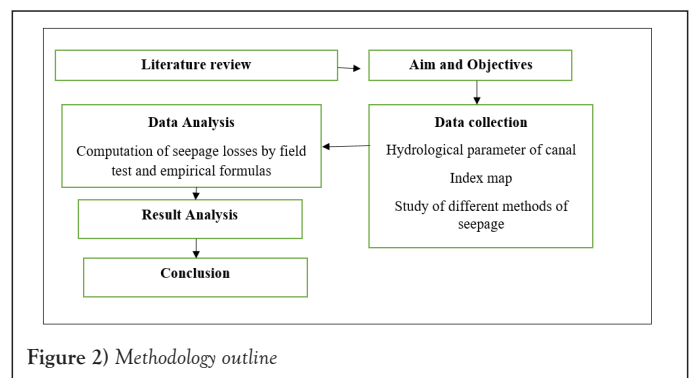 Literature review
Aim and Objectives
Data collection
Hydrological parameter of canal
Index map
Study of different methods of
seepage
Data Analysis
Computation of seepage losses by field
test and empirical formulas
Result Analysis
Conclusion
Figure 2) Methodology outline